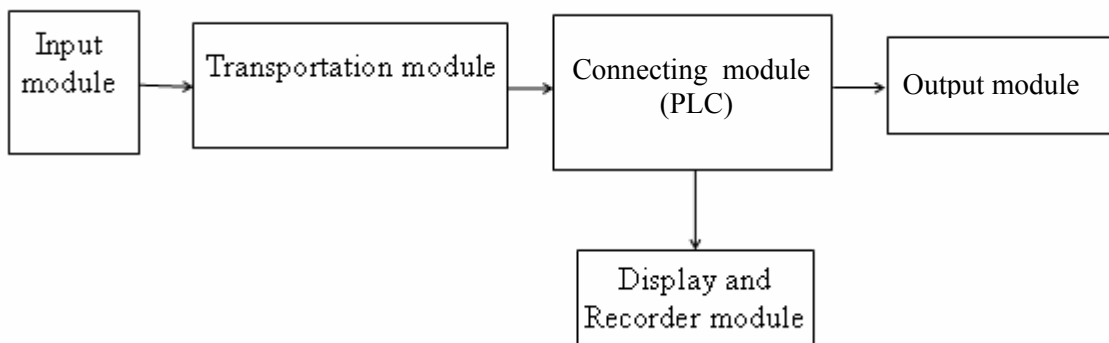 Input
module
Transportation module
Connecting module
(PLC)
Output module
Display and
Recorder module